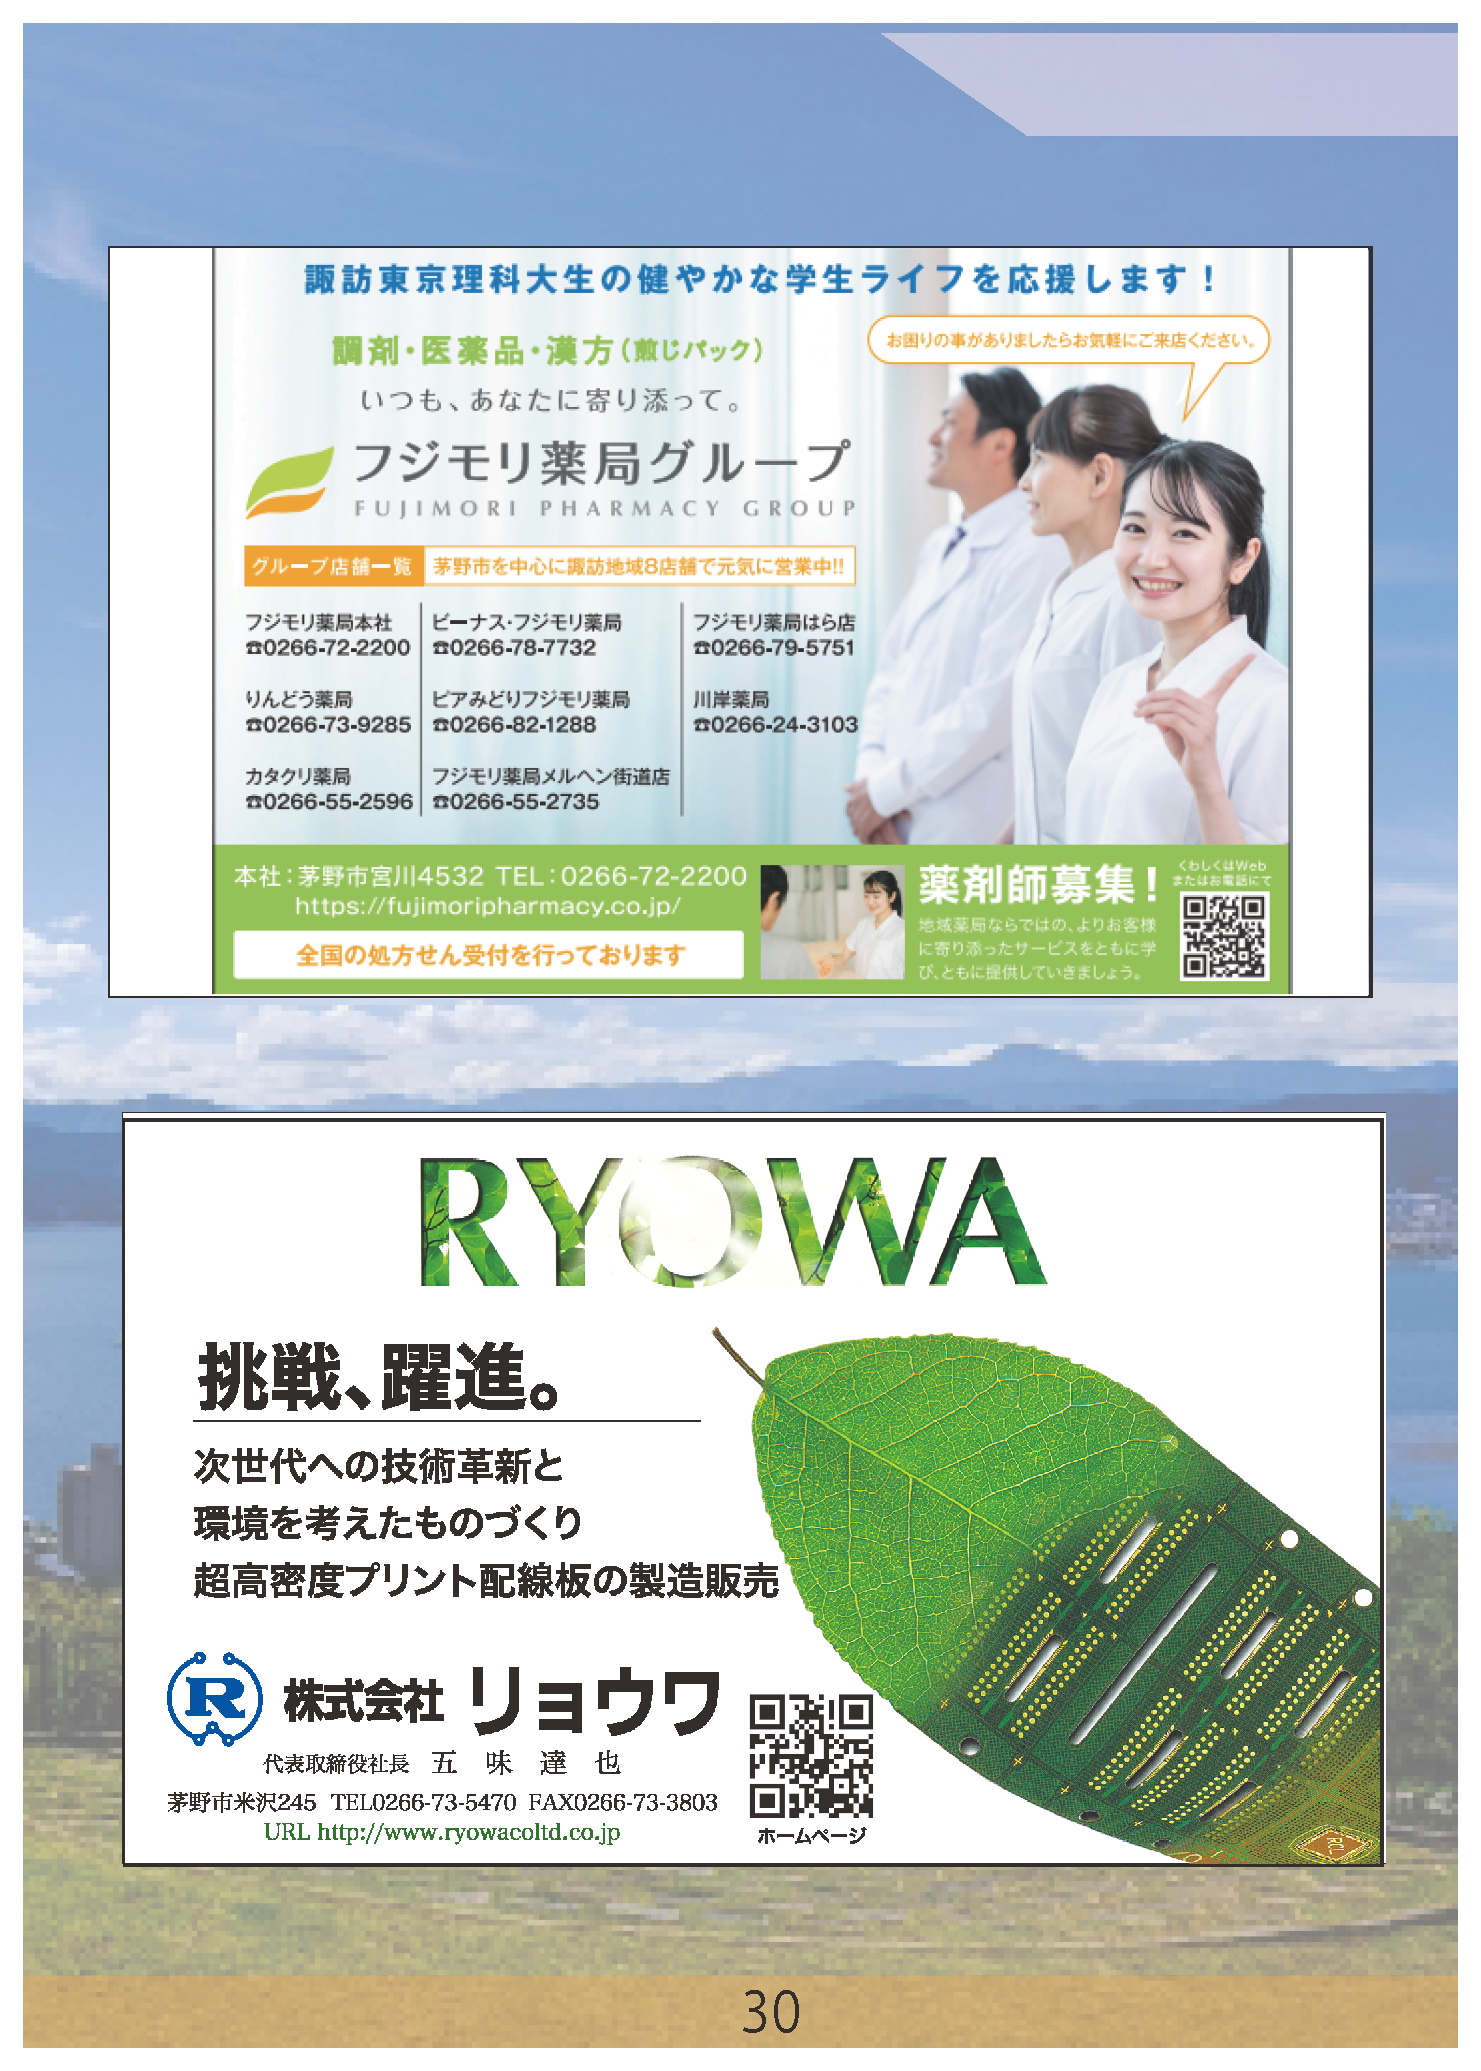 諏訪東京理科大生の健やかな学生ライフを応援します！
お困りの事がありましたらお気軽にご来店ください。
調剤・医薬品・漢方（煎じパック）
いつも、あなたに寄り添って。
フジモリ薬局グループ
FUJIMORI PHARMACY GROUP
グループ店舗一覧 茅野市を中心に諏訪地域8店舗で元気に営業中!!
フジモリ薬局本社
☎0266-72-2200
りんどう薬局
☎0266-73-9285
カタクリ薬局
☎0266-55-2596
ビーナス・フジモリ薬局
☎0266-78-7732
ピアみどりフジモリ薬局
☎0266-82-1288
フジモリ薬局メルヘン街道店
☎0266-55-2735
フジモリ薬局はら店
☎0266-79-5751
川岸薬局
☎0266-24-3103
本社：茅野市宮川4532 TEL：0266-72-2200
https://fujimoripharmacy.co.jp/
全国の処方せん受付を行っております
薬剤師募集！
地域薬局ならではの、よりお客様
に寄り添ったサービスをともに学
び、ともに提供していきましょう。
くわしくはWeb
またはお電話にて
RYOWA
挑戦、躍進。
次世代への技術革新と
環境を考えたものづくり
超高密度プリント配線板の製造販売
R 株式会社 リョウワ
代表取締役社長 五味達也
茅野市米沢245 TEL0266-73-5470 FAX0266-73-3803
URL http://www.ryowacoltd.co.jp
ホームページ
RCL
30